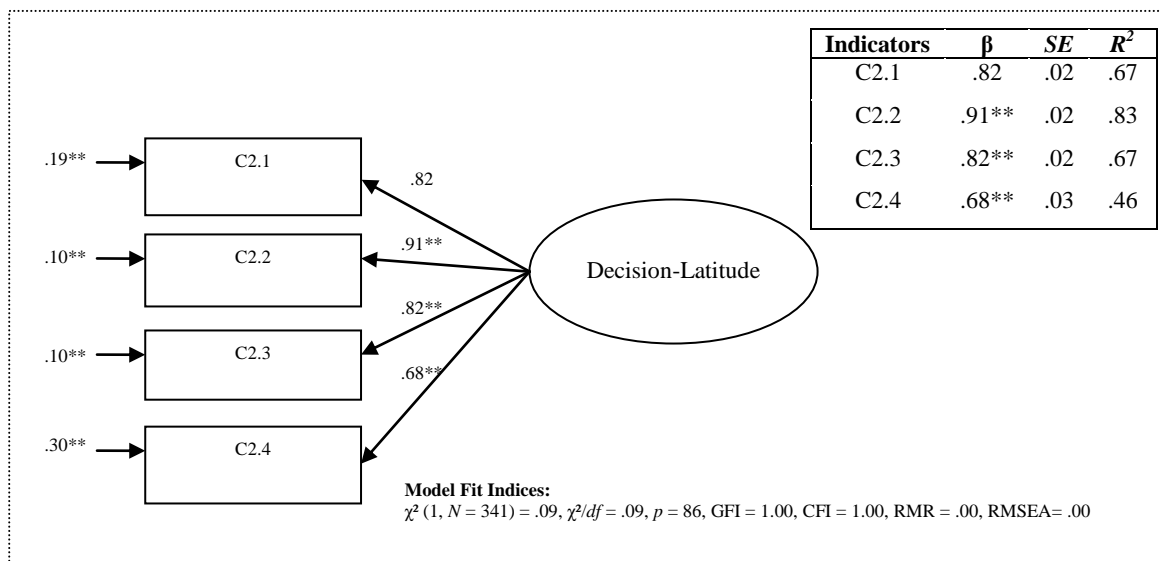 Indicators β SE R²
C2.1 .82 .02 .67
C2.2 .91** .02 .83
C2.3 .82** .02 .67
C2.4 .68** .03 .46
.19** C2.1 .82
.10** C2.2 .91**
Decision-Latitude
.10** C2.3 .82**
.30** C2.4 .68**
Model Fit Indices:
χ² (1, N = 341) = .09, χ²/df = .09, p = 86, GFI = 1.00, CFI = 1.00, RMR = .00, RMSEA= .00